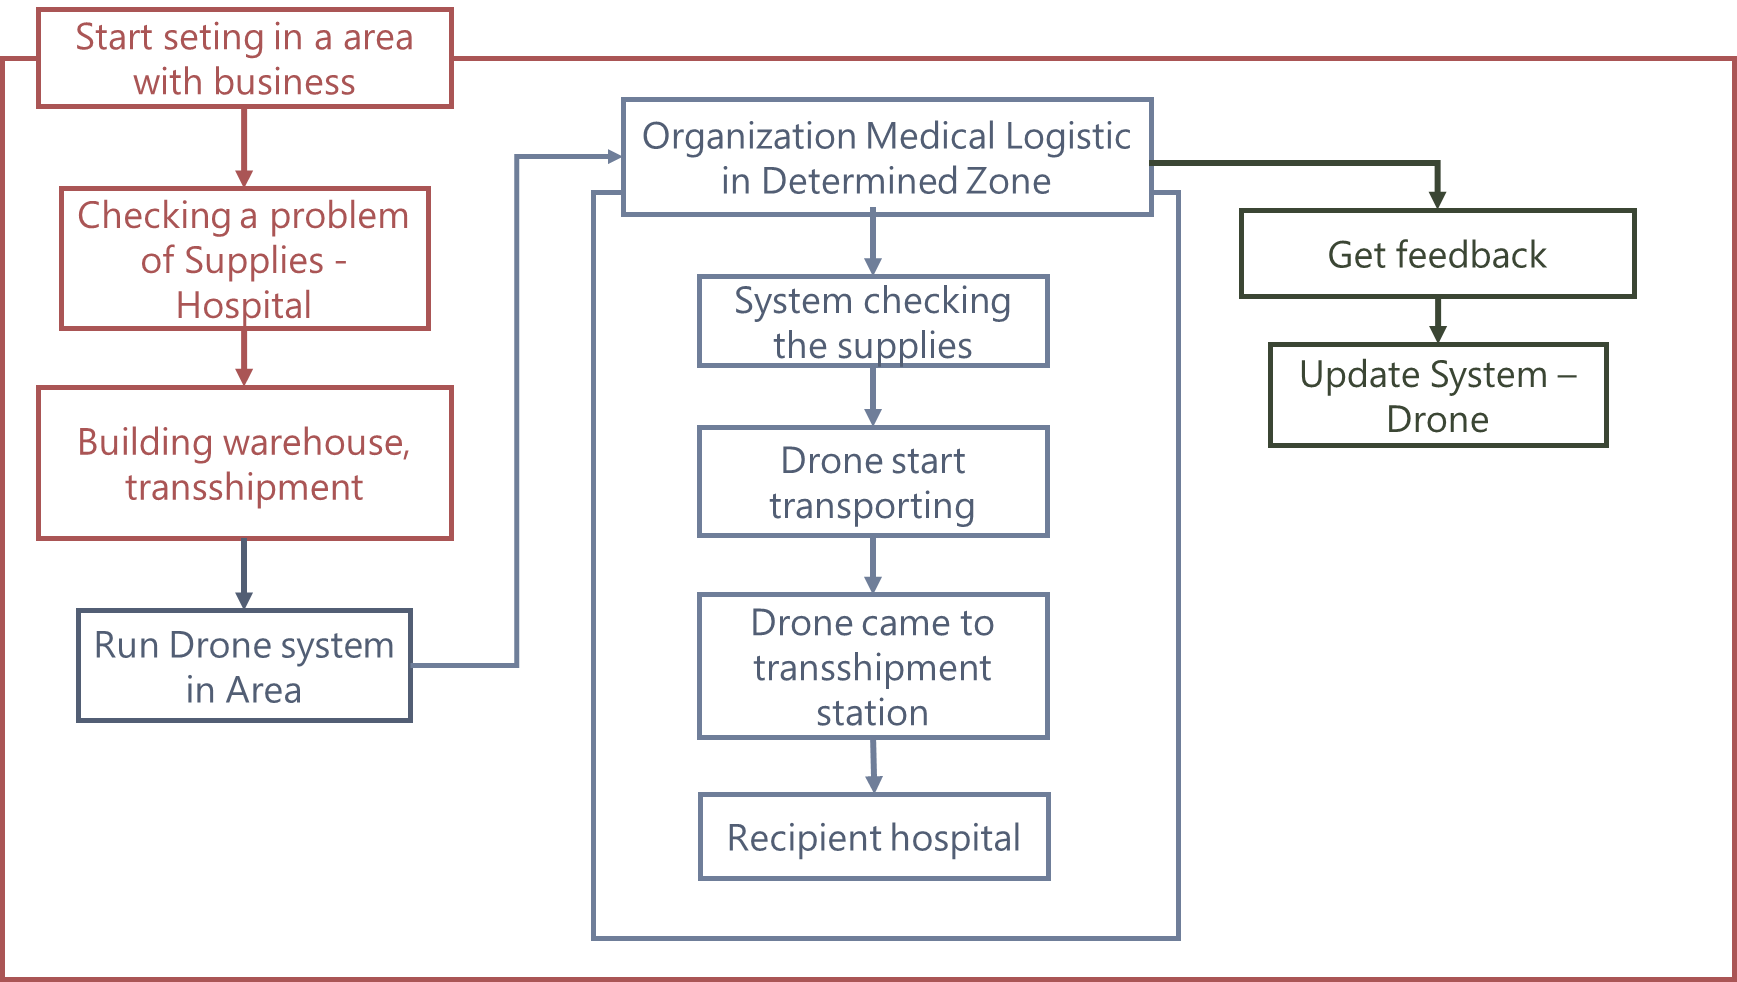 Start seting in a area
with business
Checking a problem
of Supplies -
Hospital
Building warehouse,
transshipment
Run Drone system
in Area
Organization Medical Logistic
in Determined Zone
System checking
the supplies
Drone start
transporting
Drone came to
transshipment
station
Recipient hospital
Get feedback
Update System –
Drone